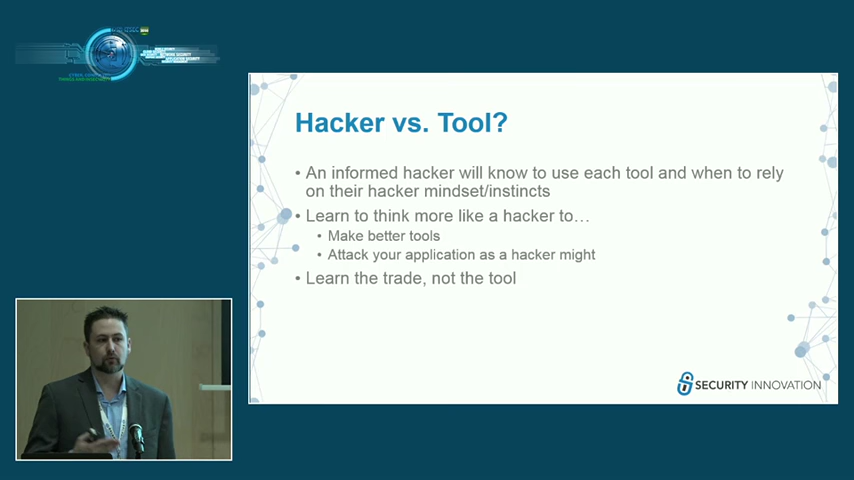 Hacker vs. Tool?
• An informed hacker will know to use each tool and when to rely
on their hacker mindset/instincts
• Learn to think more like a hacker to…
• Make better tools
• Attack your application as a hacker might
• Learn the trade, not the tool
SECURITY INNOVATION